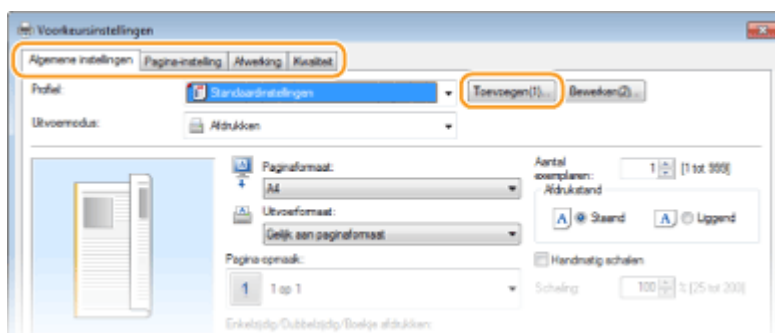 Voorkeursinstellingen
Algemene instellingen Pagina-instelling Afwerking Kwaliteit
Profiel: Standaardinstellingen Toevoegen(1)... Bewerken(2)...
Uitvoermodus: Afdrukken
Paginaformaat:
A4
Uitvoerformaat:
Gelijk aan paginaformaat
Aantal
exemplaren: 1 [1 tot 999]
Afdrukstand
A Staand A Liggend
Pagina-opmaak:
1 1 op 1
Handmatig schalen
Schaling: 100 % [25 tot 200]
Enkelzijdig/Dubbelzijdig/Boekje afdrukken: